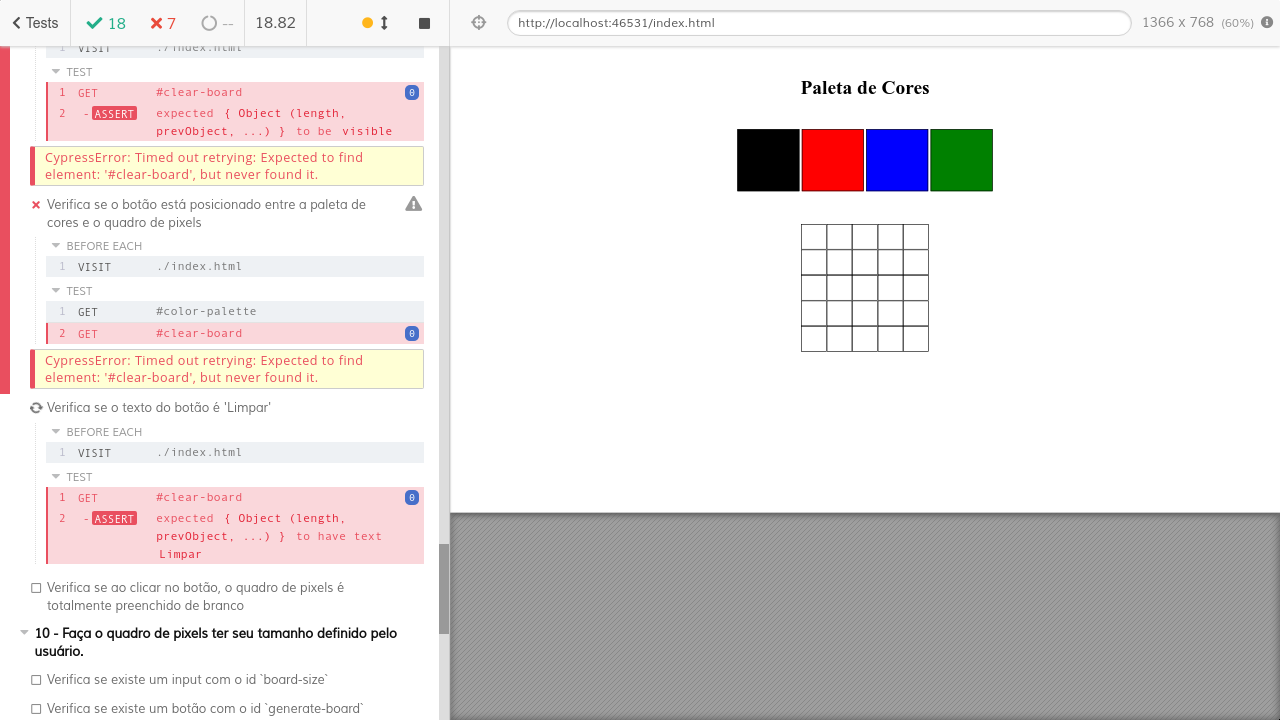 Tests
18
7
--
18.82
http://localhost:46531/index.html
1366 x 768 (60%)
1 VISIT ./index.html
TEST
1 GET #clear-board 0
2 -ASSERT expected { Object (length,
prevObject, ...) } to be visible
CypressError: Timed out retrying: Expected to find
element: '#clear-board', but never found it.
Verifica se o botão está posicionado entre a paleta de
cores e o quadro de pixels
BEFORE EACH
1 VISIT ./index.html
TEST
1 GET #color-palette
2 GET #clear-board 0
CypressError: Timed out retrying: Expected to find
element: '#clear-board', but never found it.
Verifica se o texto do botão é 'Limpar'
BEFORE EACH
1 VISIT ./index.html
TEST
1 GET #clear-board 0
2 -ASSERT expected { Object (length,
prevObject, ...) } to have text
Limpar
Verifica se ao clicar no botão, o quadro de pixels é
totalmente preenchido de branco
10 - Faça o quadro de pixels ter seu tamanho definido pelo
usuário.
Verifica se existe um input com o id `board-size`
Verifica se existe um botão com o id `generate-board`
Paleta de Cores